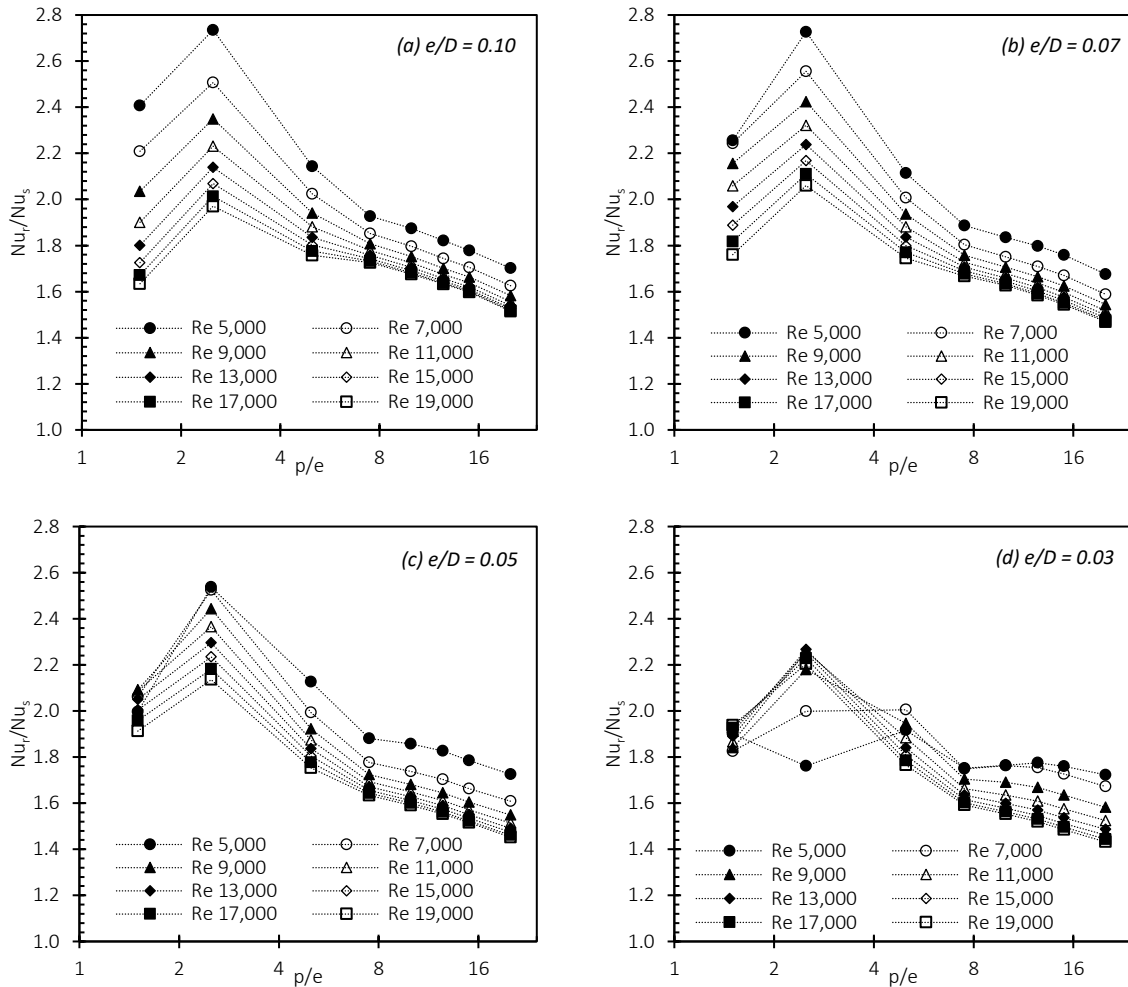 2.8
2.6
2.4
2.2
2.0
1.8
1.6
1.4
1.2
1.0
Nur/Nus
(a) e/D = 0.10
Re 5,000 Re 7,000
Re 9,000 Re 11,000
Re 13,000 Re 15,000
Re 17,000 Re 19,000
1 2 4 8 16
p/e
2.8
2.6
2.4
2.2
2.0
1.8
1.6
1.4
1.2
1.0
Nur/Nus
(b) e/D = 0.07
Re 5,000 Re 7,000
Re 9,000 Re 11,000
Re 13,000 Re 15,000
Re 17,000 Re 19,000
1 2 4 8 16
p/e
2.8
2.6
2.4
2.2
2.0
1.8
1.6
1.4
1.2
1.0
Nur/Nus
(c) e/D = 0.05
Re 5,000 Re 7,000
Re 9,000 Re 11,000
Re 13,000 Re 15,000
Re 17,000 Re 19,000
1 2 4 8 16
p/e
2.8
2.6
2.4
2.2
2.0
1.8
1.6
1.4
1.2
1.0
Nur/Nus
(d) e/D = 0.03
Re 5,000 Re 7,000
Re 9,000 Re 11,000
Re 13,000 Re 15,000
Re 17,000 Re 19,000
1 2 4 8 16
p/e